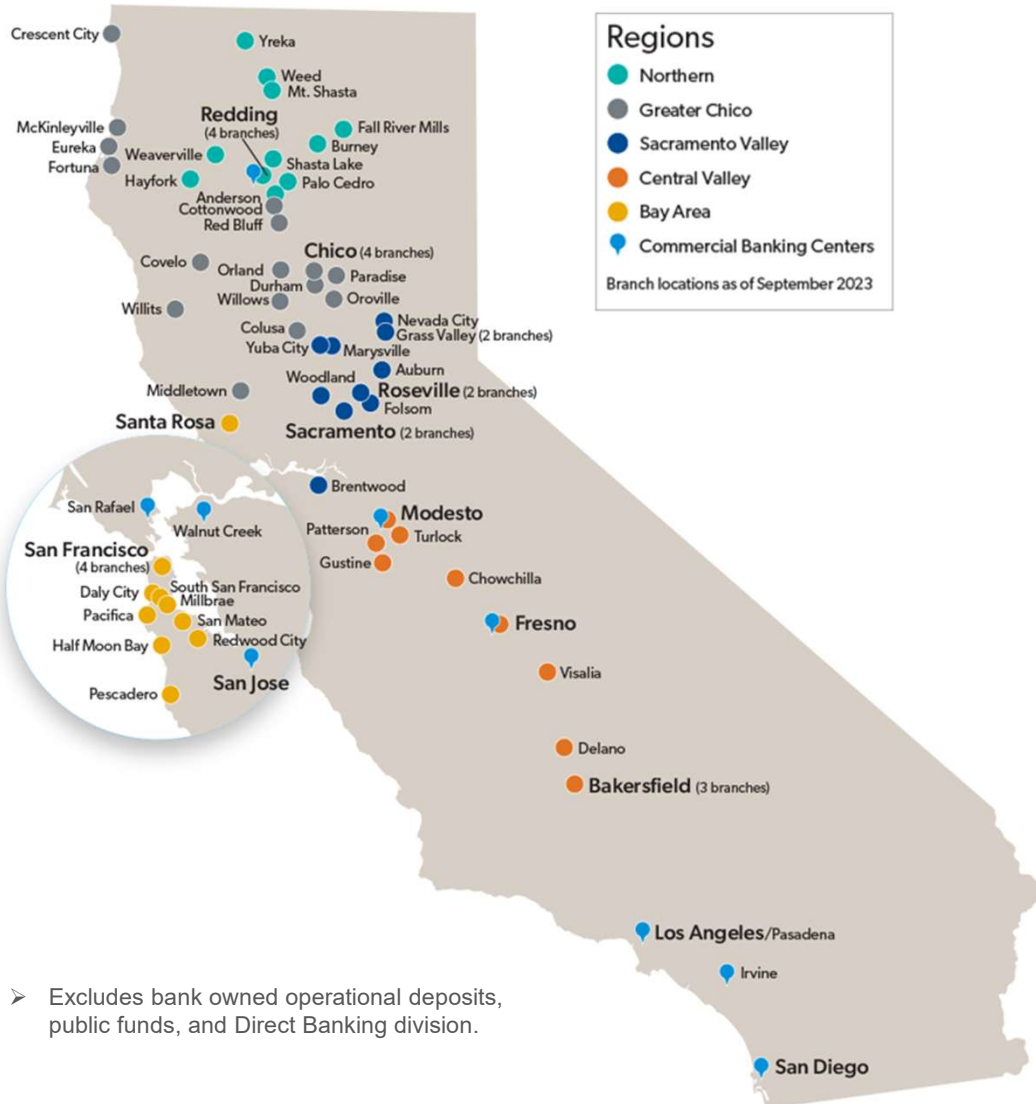 Crescent City
Yreka
Weed
Mt. Shasta
Redding
(4 branches)
McKinleyville
Eureka
Fortuna
Fall River Mills
Burney
Weaverville
Shasta Lake
Hayfork
Palo Cedro
Anderson
Cottonwood
Red Bluff
Chico (4 branches)
Covelo
Orland
Paradise
Durham
Willows
Oroville
Willits
Nevada City
Colusa
Grass Valley (2 branches)
Yuba City
Marysville
Auburn
Woodland
Middletown
Roseville (2 branches)
Folsom
Santa Rosa
Sacramento (2 branches)
Brentwood
San Rafael
Walnut Creek
San Francisco
(4 branches)
Daly City
South San Francisco
Millbrae
Pacifica
San Mateo
Half Moon Bay
Redwood City
San Jose
Pescadero
Modesto
Patterson
Turlock
Gustine
Chowchilla
Fresno
Visalia
Delano
Bakersfield (3 branches)
Los Angeles/Pasadena
Irvine
San Diego
Regions
Northern
Greater Chico
Sacramento Valley
Central Valley
Bay Area
Commercial Banking Centers
Branch locations as of September 2023
➢ Excludes bank owned operational deposits,
public funds, and Direct Banking division.